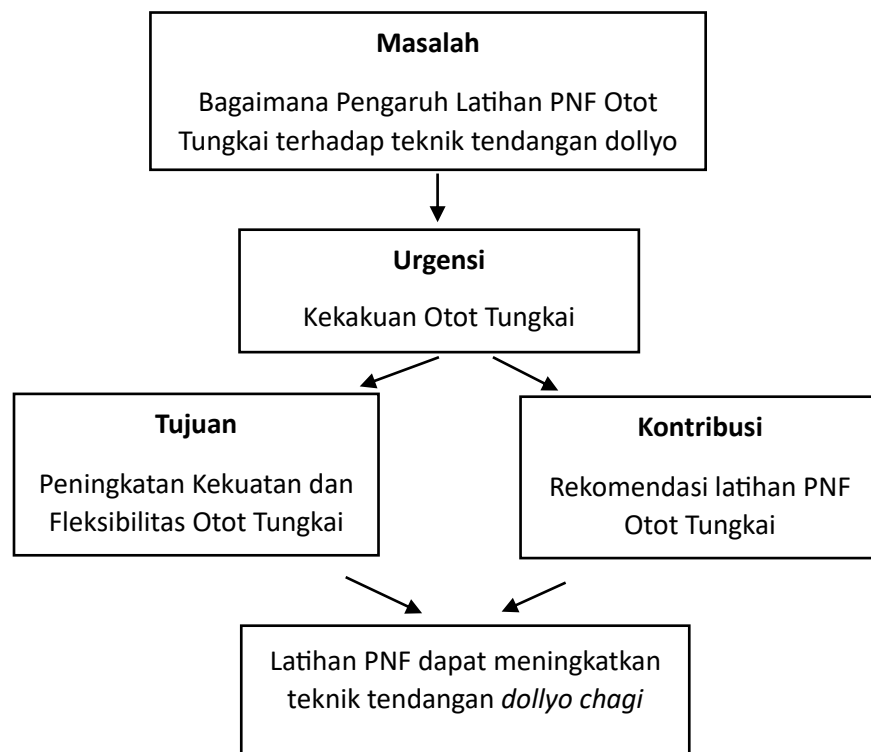 Masalah
Bagaimana Pengaruh Latihan PNF Otot
Tungkai terhadap teknik tendangan dollyo
Urgensi
Kekakuan Otot Tungkai
Tujuan
Peningkatan Kekuatan dan
Fleksibilitas Otot Tungkai
Kontribusi
Rekomendasi latihan PNF
Otot Tungkai
Latihan PNF dapat meningkatkan
teknik tendangan dollyo chagi